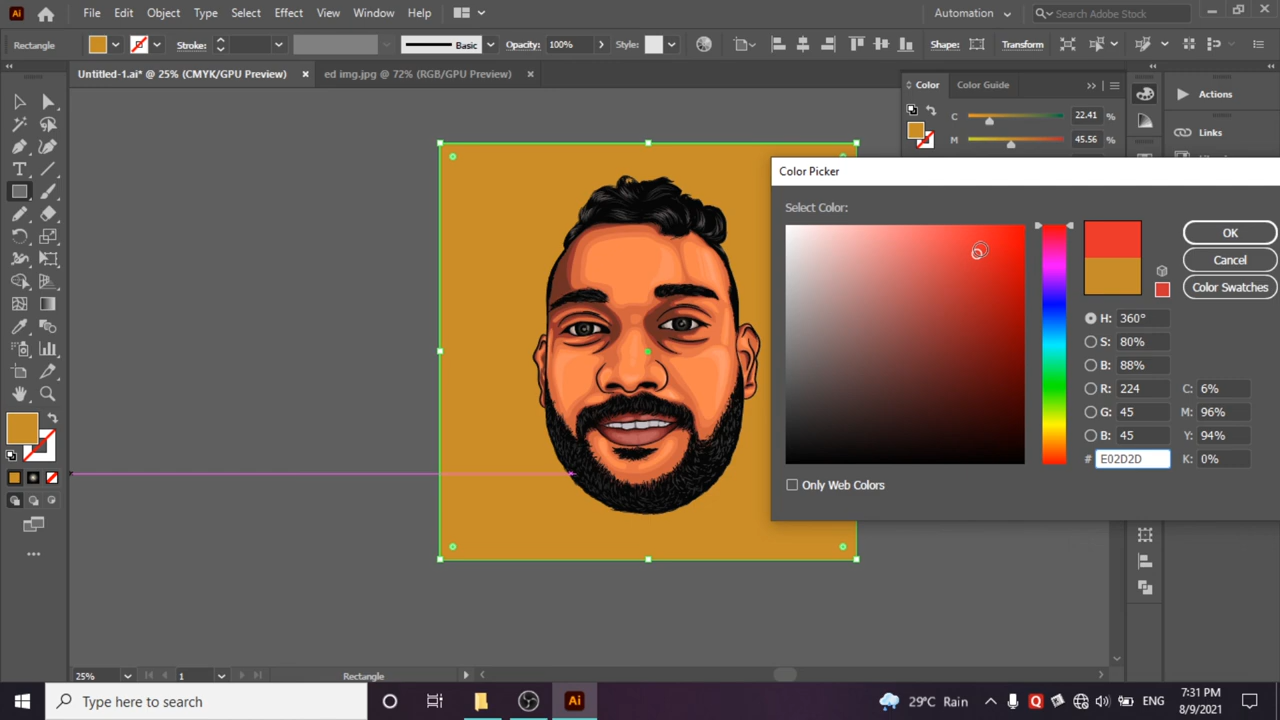 Ai File Edit Object Type Select Effect View Window Help Automation Search Adobe Stock
Rectangle Stroke: Basic Opacity: 100% Style: Shape: Transform
Untitled-1.ai* @ 25% (CMYK/GPU Preview) × ed img.jpg @ 72% (RGB/GPU Preview) ×
Color Color Guide
Actions
C 22.41 %
Links
M 45.56 %
Color Picker
Select Color:
OK
Cancel
Color Swatches
H: 360°
S: 80%
B: 88%
R: 224 C: 6%
G: 45 M: 96%
B: 45 Y: 94%
# E02D2D K: 0%
Only Web Colors
25% 1 Rectangle
Type here to search
Ai
29°C Rain
ENG
7:31 PM
8/9/2021